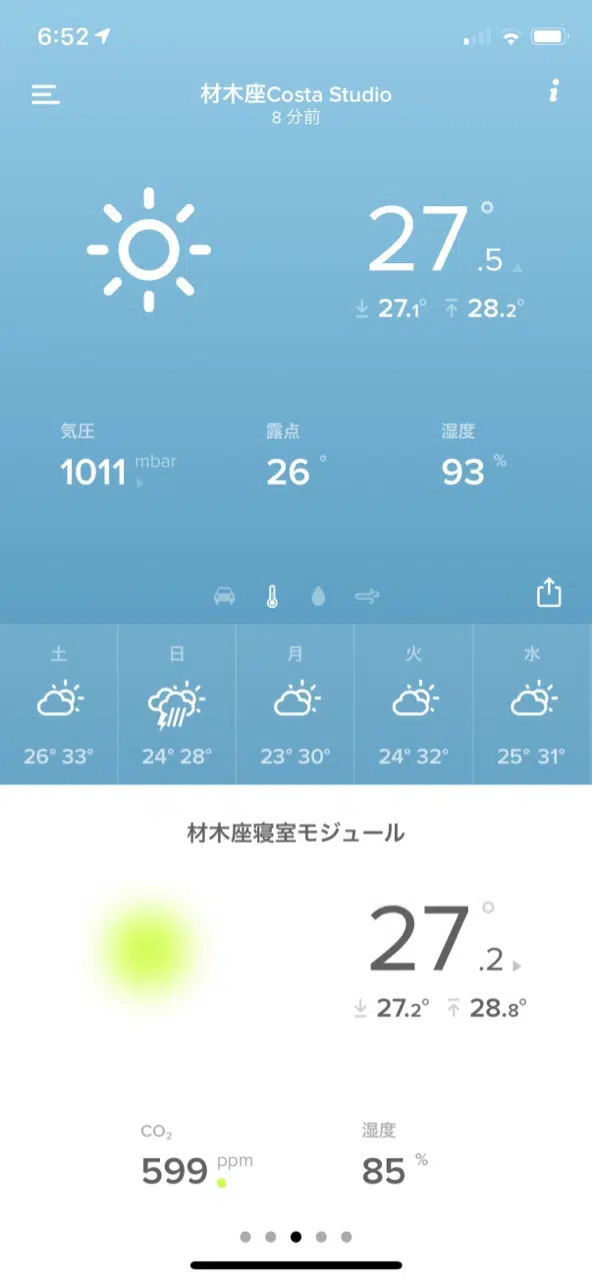 6:52
材木座Costa Studio
8 分前
27.5°
27.1° 28.2°
気圧 露点 湿度
1011 mbar 26° 93 %
土 日 月 火 水
26° 33° 24° 28° 23° 30° 24° 32° 25° 31°
材木座寝室モジュール
27.2°
27.2° 28.8°
CO₂ 湿度
599 ppm 85 %